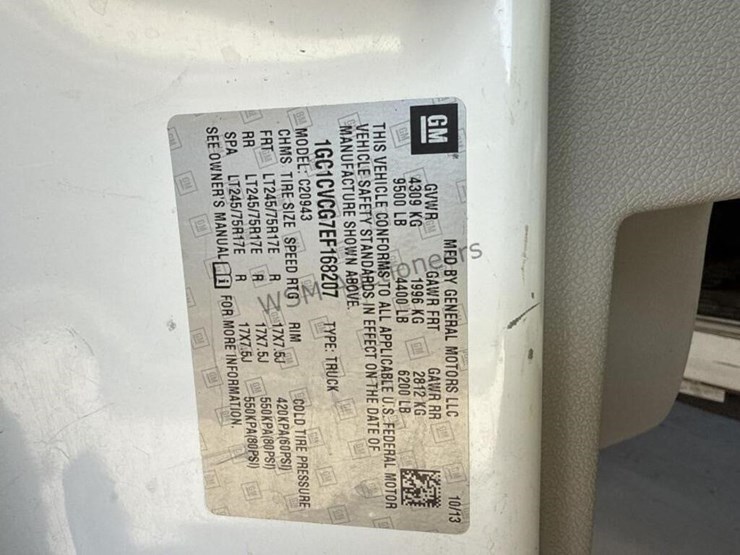 GM
MFD BY GENERAL MOTORS LLC 10/13
GVWR GAWR FRT GAWR RR
4309 KG 1996 KG 2812 KG
9500 LB 4400 LB 6200 LB
THIS VEHICLE CONFORMS TO ALL APPLICABLE U.S. FEDERAL MOTOR
VEHICLE SAFETY STANDARDS IN EFFECT ON THE DATE OF
MANUFACTURE SHOWN ABOVE.
1GC1CVCG7EF168207 TYPE: TRUCK
MODEL: C20943
CHMS TIRE SIZE SPEED RTG RIM COLD TIRE PRESSURE
FRT LT245/75R17E R 17X7.5J 420KPA(60PSI)
RR LT245/75R17E R 17X7.5J 550KPA(80PSI)
SPA LT245/75R17E R 17X7.5J 550KPA(80PSI)
SEE OWNER'S MANUAL i FOR MORE INFORMATION.
WSM Auctioneers